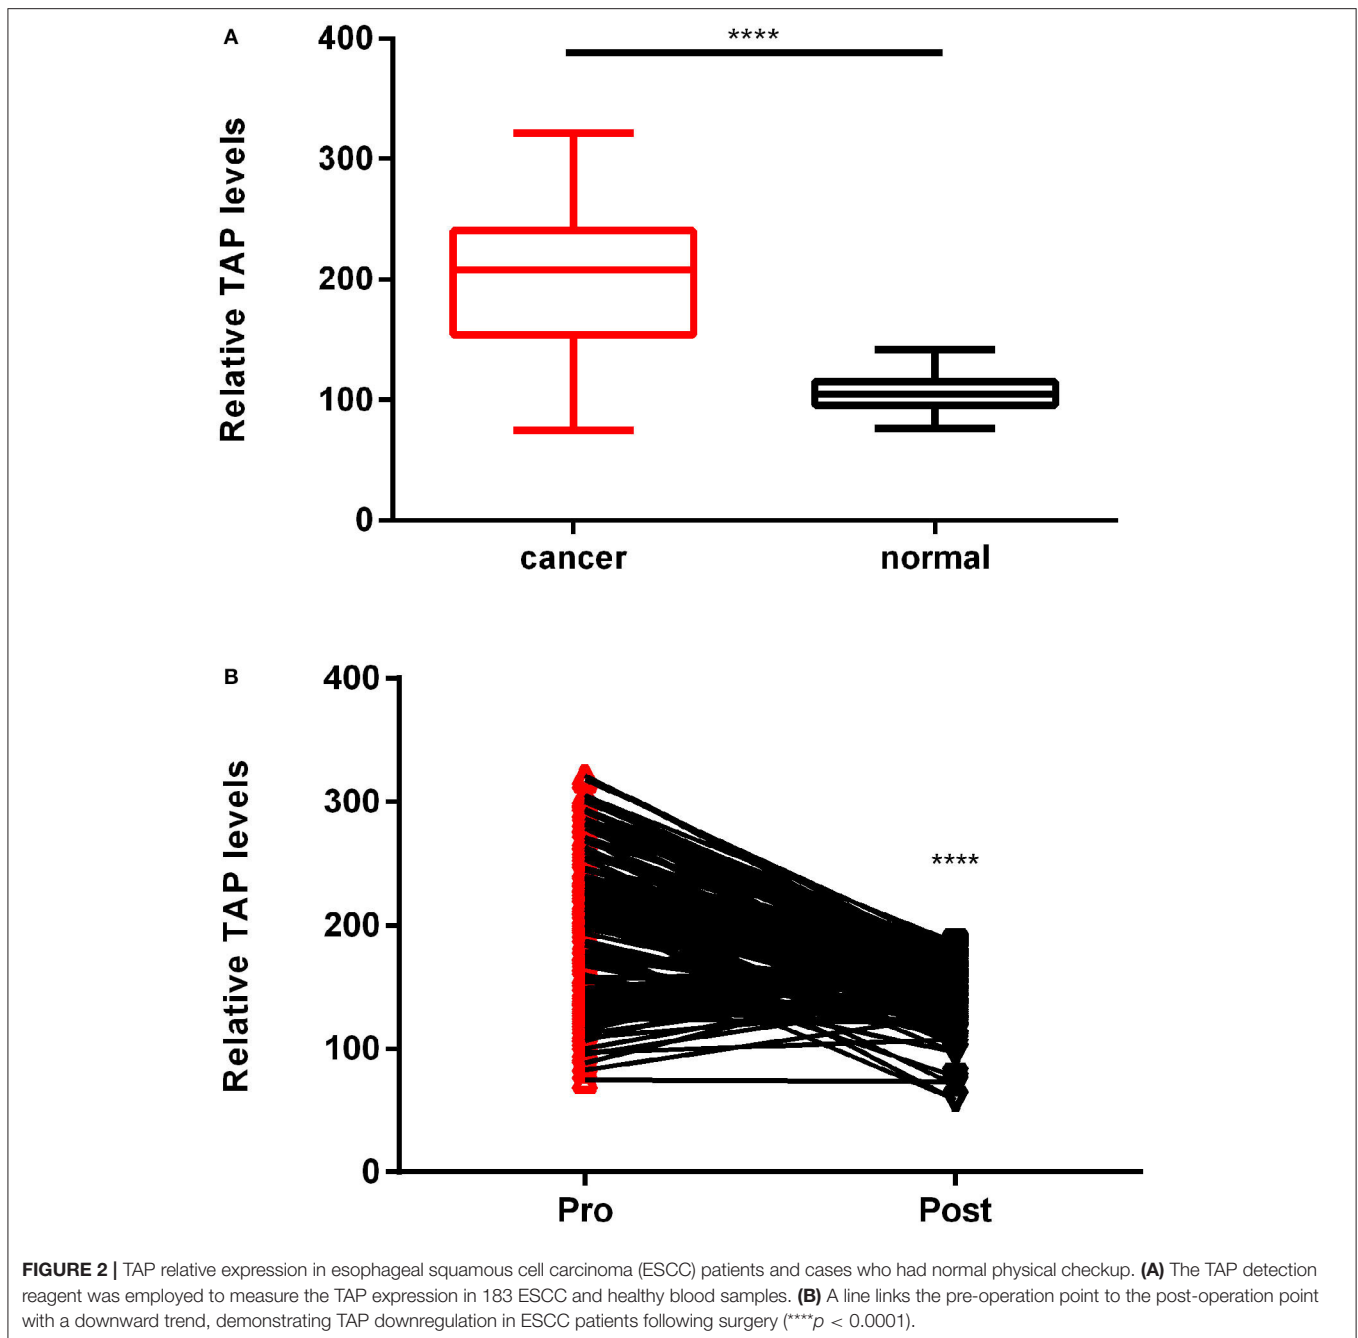 A
****
400
300
200
100
0
Relative TAP levels
cancer
normal
B
400
300
200
100
0
Relative TAP levels
****
Pro
Post
FIGURE 2 | TAP relative expression in esophageal squamous cell carcinoma (ESCC) patients and cases who had normal physical checkup. (A) The TAP detection
reagent was employed to measure the TAP expression in 183 ESCC and healthy blood samples. (B) A line links the pre-operation point to the post-operation point
with a downward trend, demonstrating TAP downregulation in ESCC patients following surgery (****p < 0.0001).